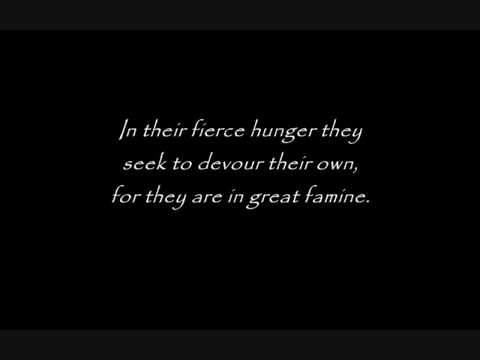 In their fierce hunger they
seek to devour their own,
for they are in great famine.